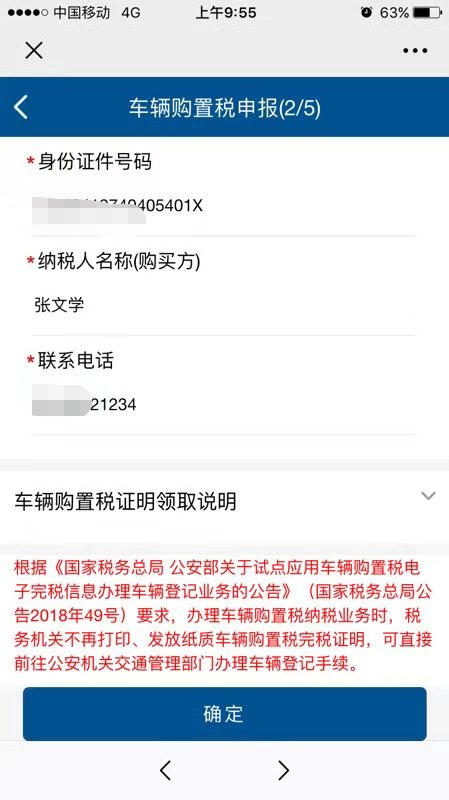 中国移动 4G 上午9:55 63%
车辆购置税申报(2/5)
*身份证件号码
405401X
*纳税人名称(购买方)
张文学
*联系电话
21234
车辆购置税证明领取说明
根据《国家税务总局 公安部关于试点应用车辆购置税电
子完税信息办理车辆登记业务的公告》（国家税务总局公
告2018年49号）要求，办理车辆购置税纳税业务时，税
务机关不再打印、发放纸质车辆购置税完税证明，可直接
前往公安机关交通管理部门办理车辆登记手续。
确定